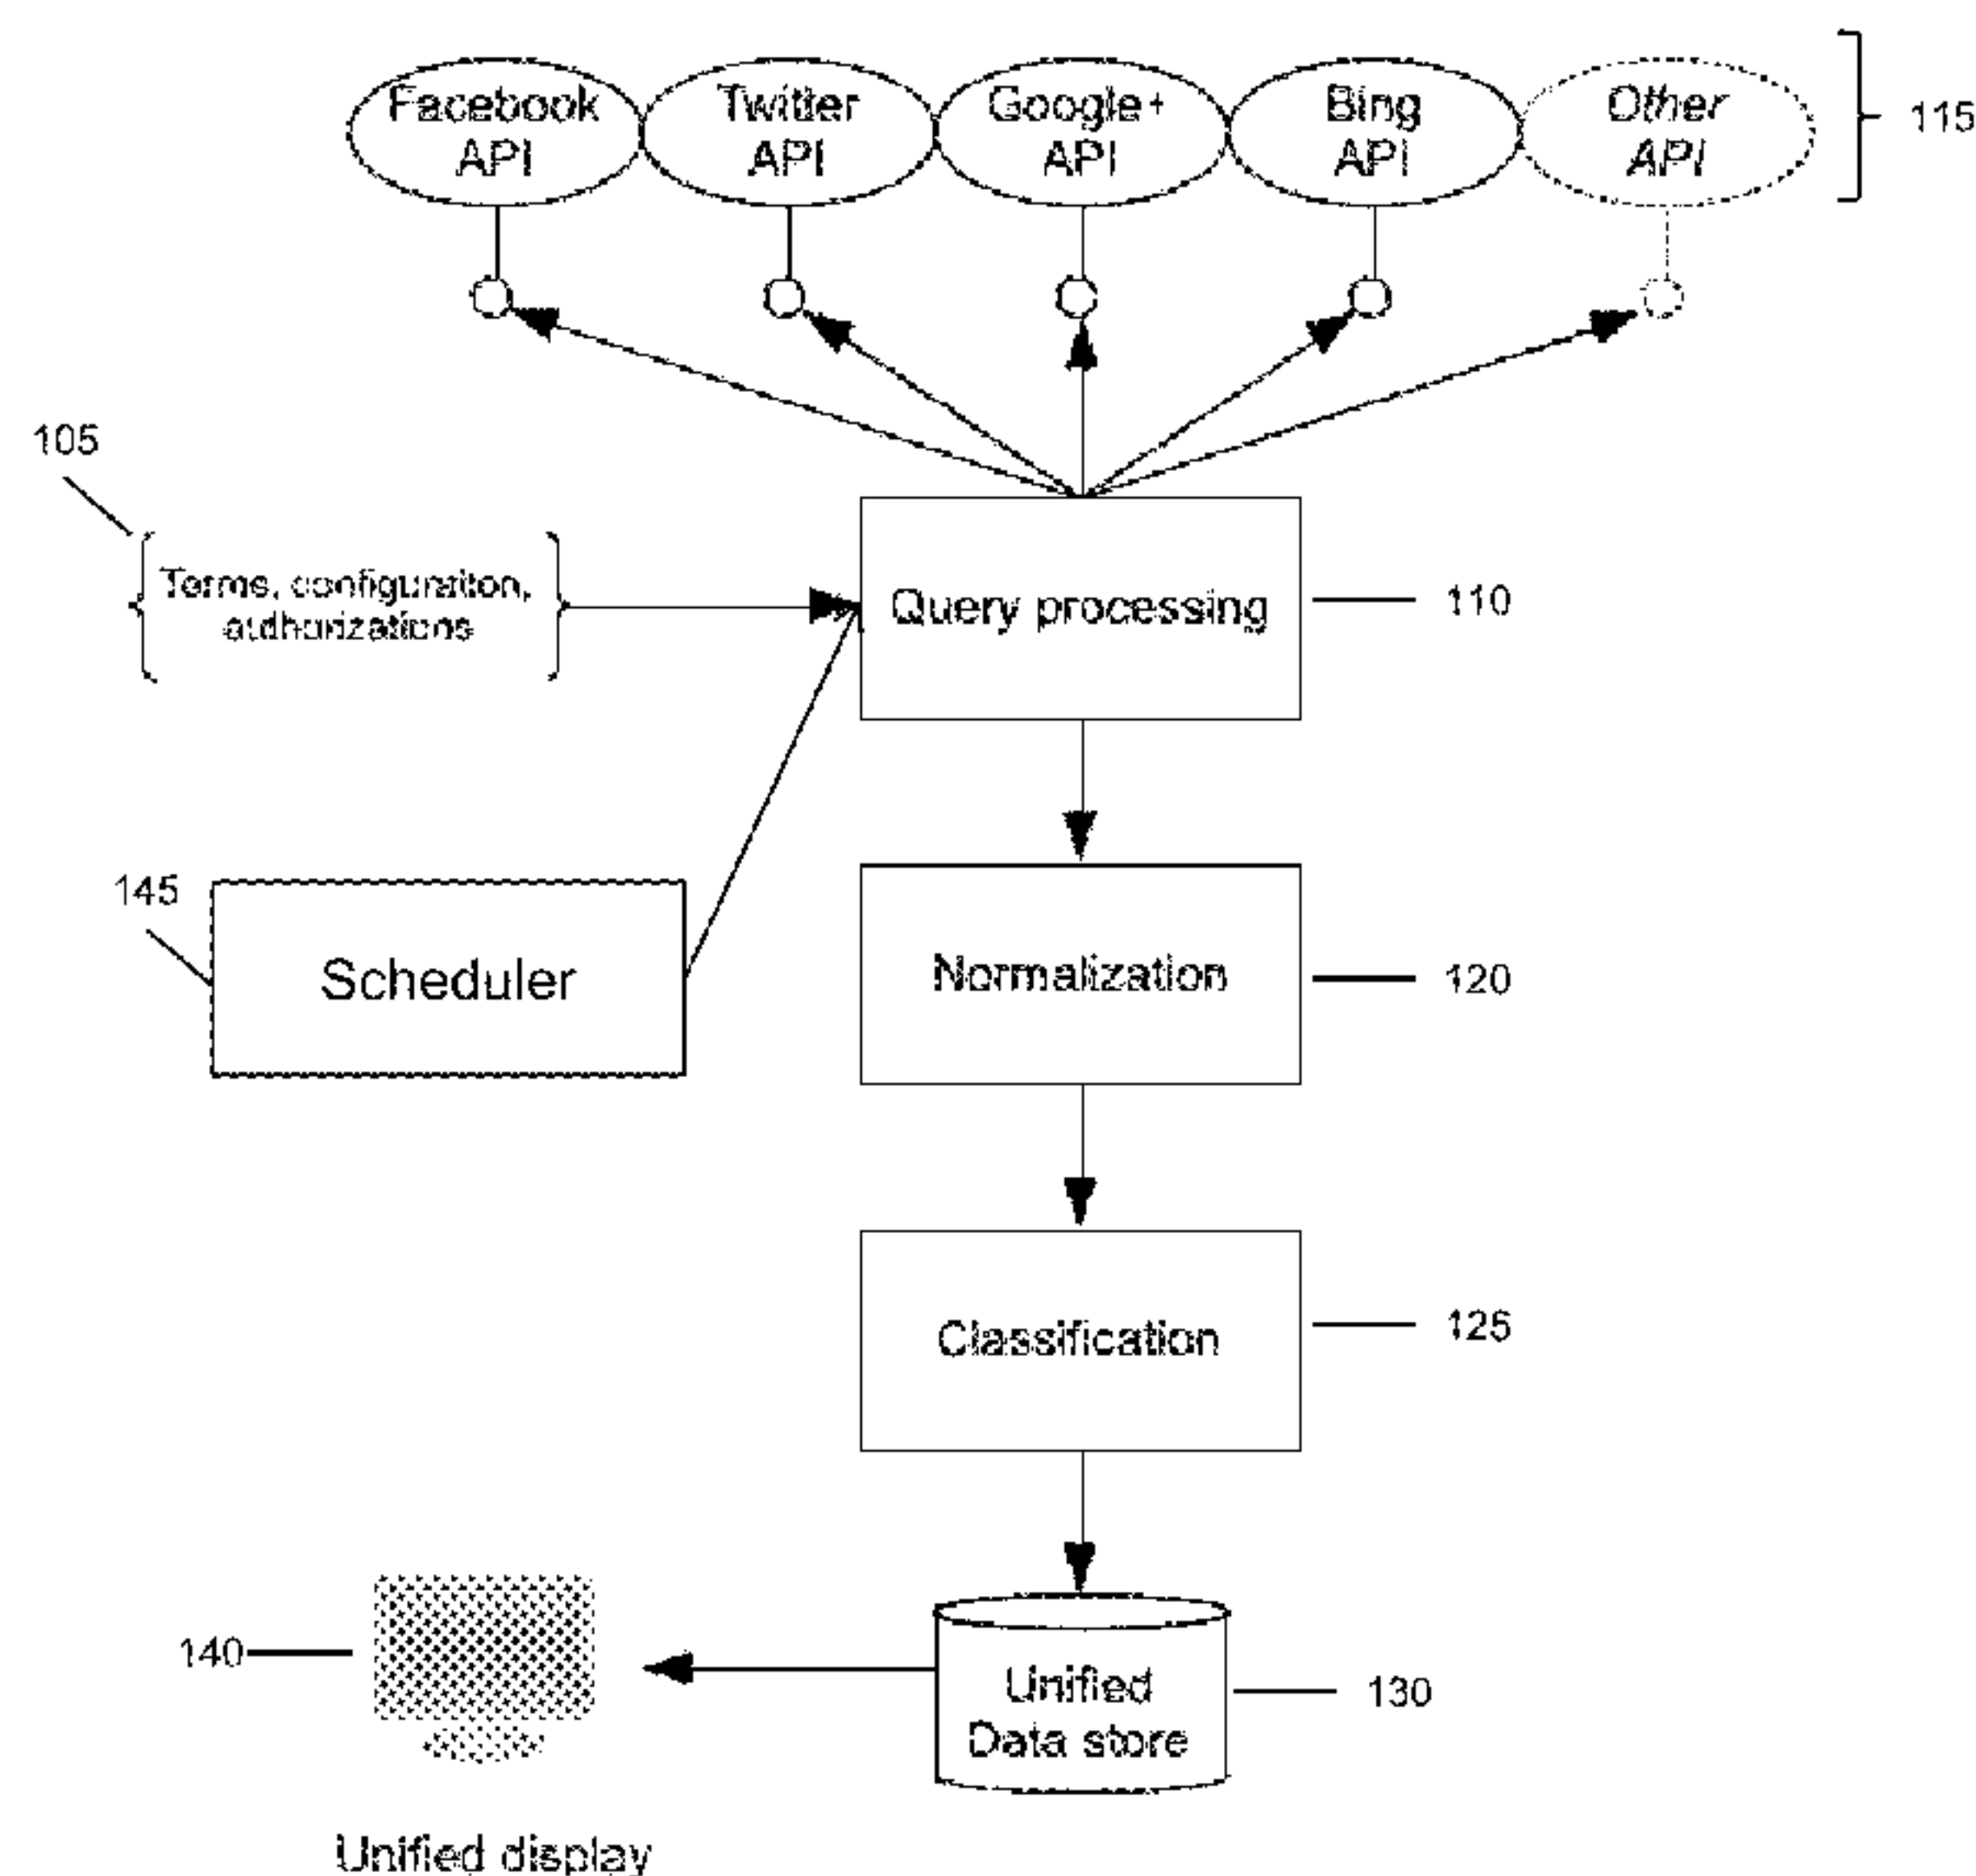 Facebook API
Twitter API
Google+ API
Bing API
Other API
115
105
Terms, configuration,
authorizations
Query processing
110
145
Scheduler
Normalization
120
Classification
125
140
Unified
Data store
130
Unified display